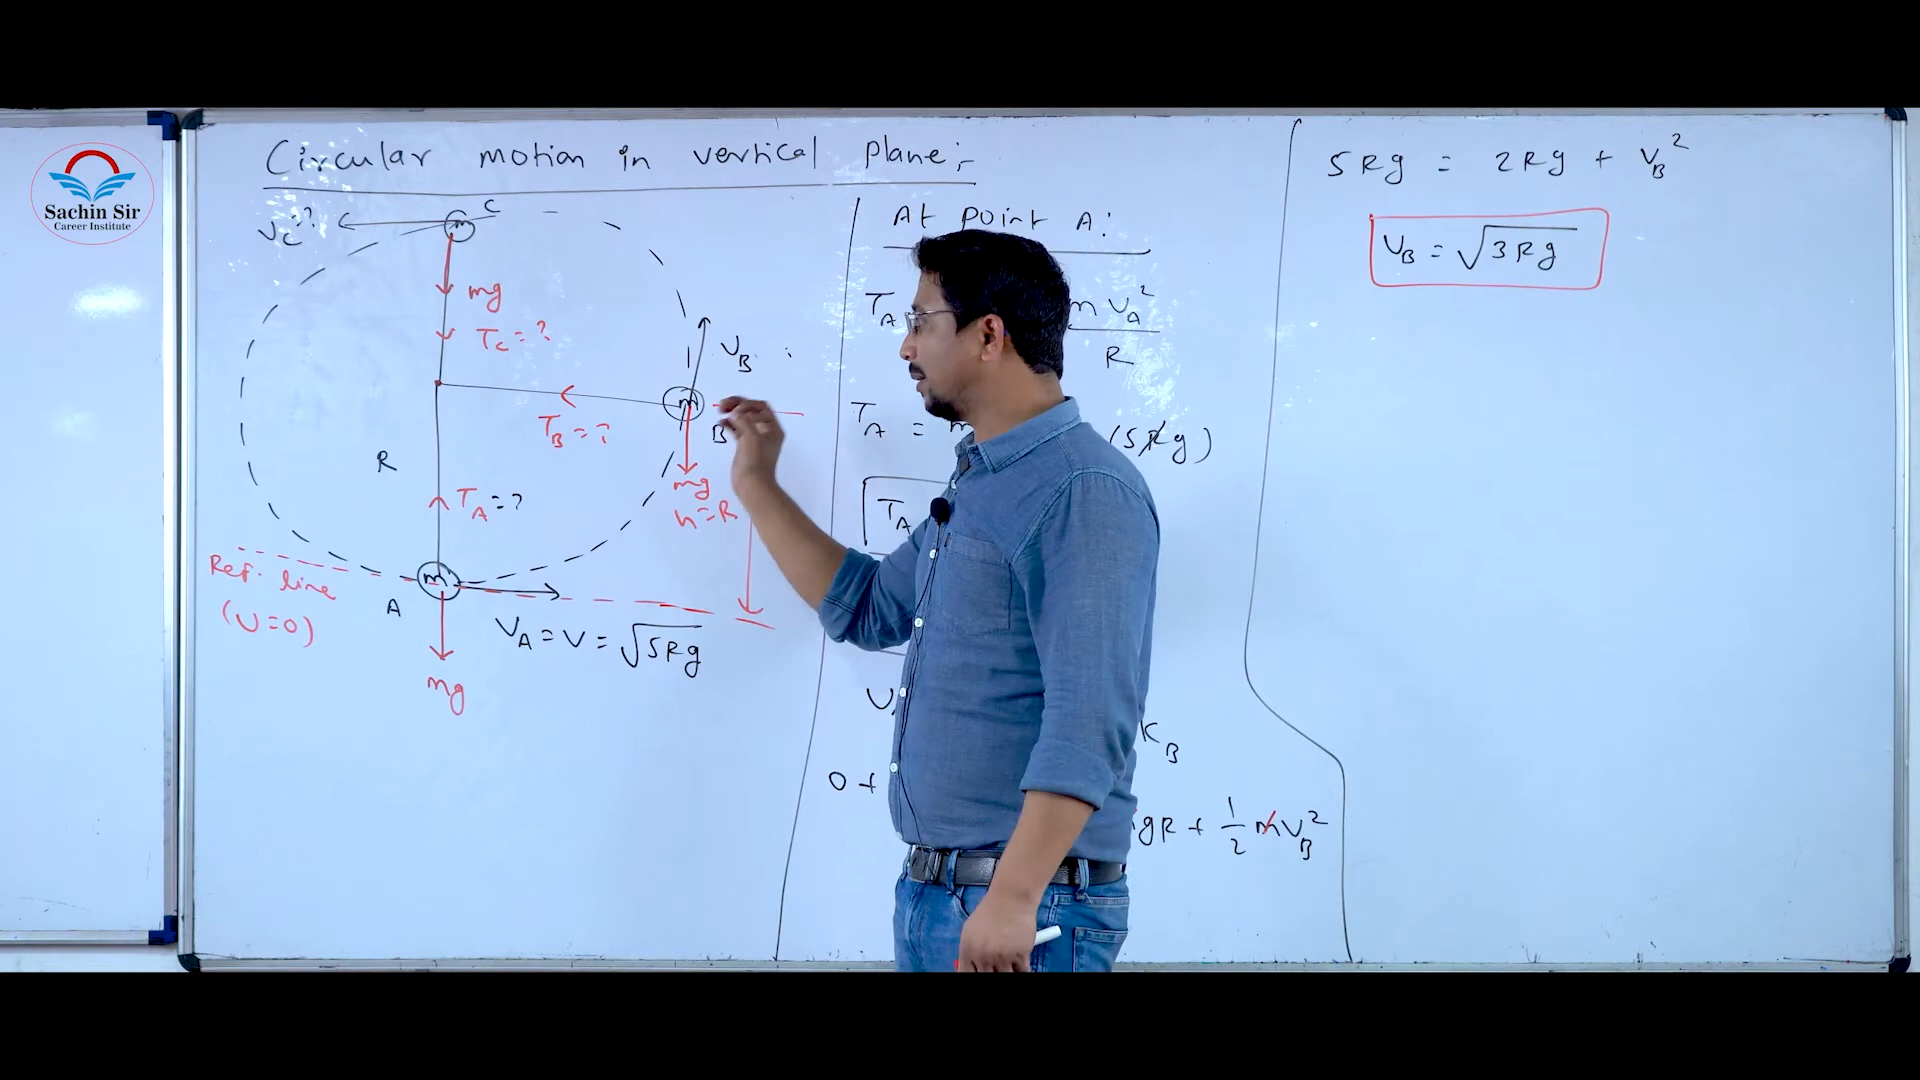 Sachin Sir
Career Institute
Circular motion in vertical plane:-
C
Vc = ?
m
mg
Tc = ?
VB
m
B
TB = ?
mg
h = R
R
TA = ?
Ref. line
(U=0)
m
A
VA = V = √5Rg
mg
At point A:
TA
mVA²
R
TA = m
(5Rg)
TA
U
KB
0 +
gR + 1/2 mVB²
5Rg = 2Rg + VB²
VB = √3Rg